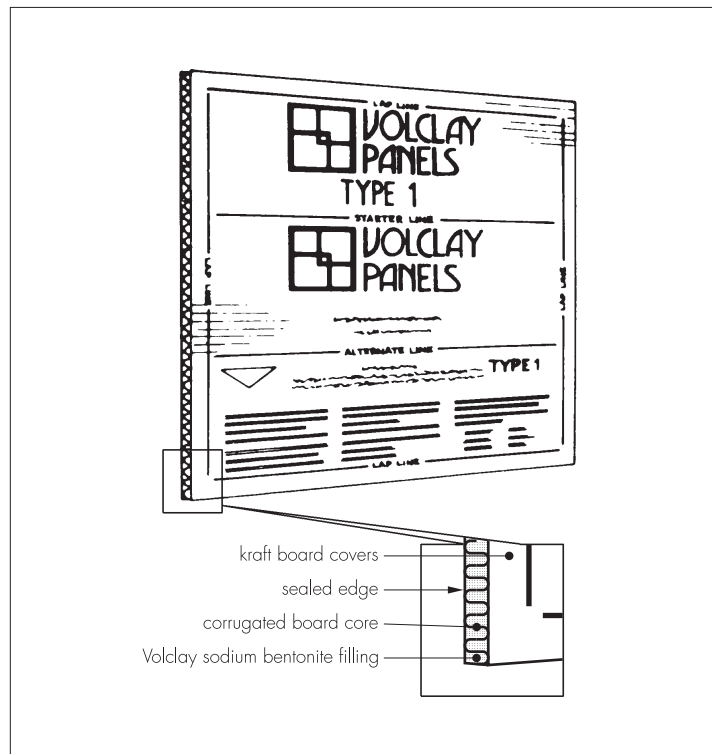 LAP LINE
VOLCLAY
PANELS
TYPE 1
STARTER LINE
VOLCLAY
PANELS
LAP LINE
ALTERNATE LINE
TYPE 1
LAP LINE
kraft board covers
sealed edge
corrugated board core
Volclay sodium bentonite filling